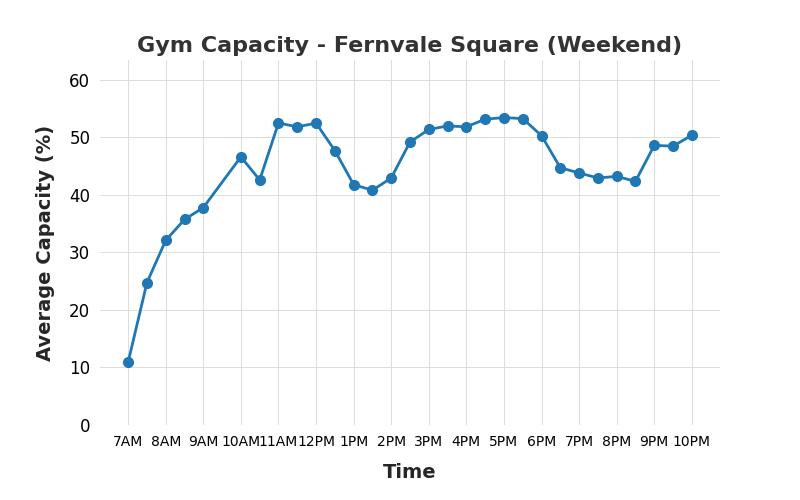 Gym Capacity - Fernvale Square (Weekend)
60
50
40
30
20
10
0
Average Capacity (%)
7AM 8AM 9AM 10AM 11AM 12PM 1PM 2PM 3PM 4PM 5PM 6PM 7PM 8PM 9PM 10PM
Time